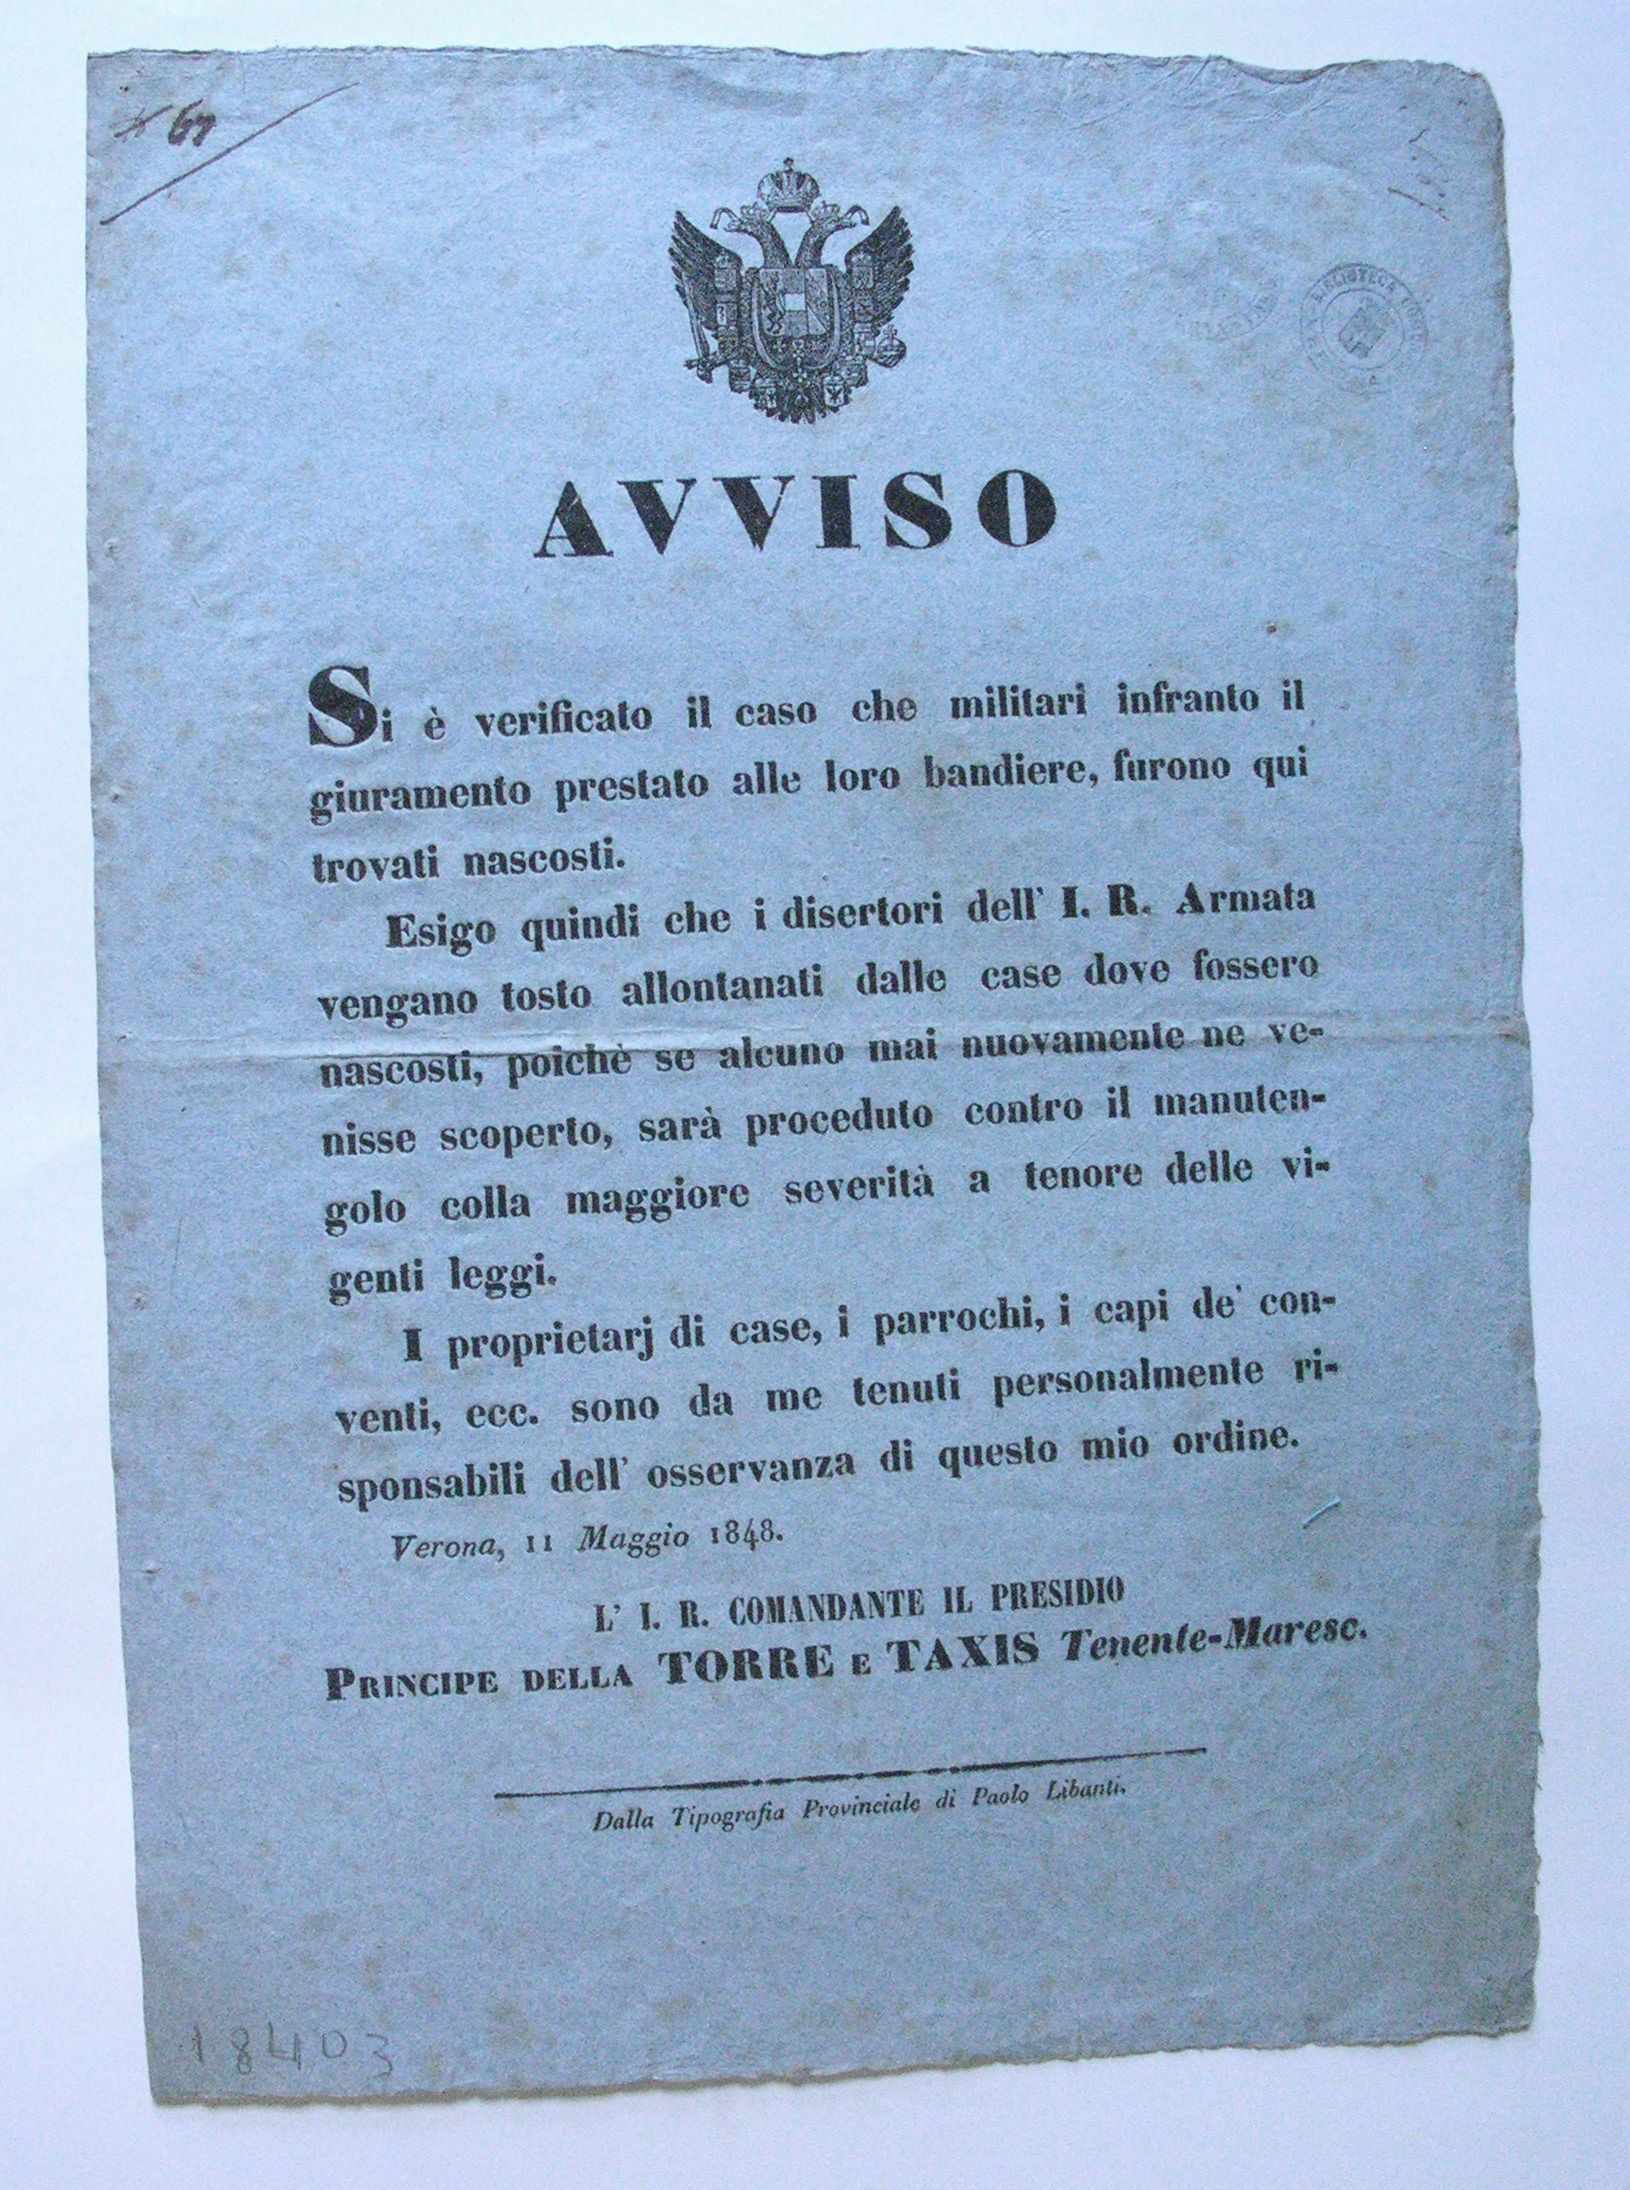 67
AVVISO
Si è verificato il caso che militari infranto il
giuramento prestato alle loro bandiere, furono qui
trovati nascosti.
Esigo quindi che i disertori dell' I. R. Armata
vengano tosto allontanati dalle case dove fossero
nascosti, poichè se alcuno mai nuovamente ne ve-
nisse scoperto, sarà proceduto contro il manuten-
golo colla maggiore severità a tenore delle vi-
genti leggi.
I proprietarj di case, i parrochi, i capi de' con-
venti, ecc. sono da me tenuti personalmente ri-
sponsabili dell' osservanza di questo mio ordine.
Verona, 11 Maggio 1848.
L' I. R. COMANDANTE IL PRESIDIO
PRINCIPE DELLA TORRE E TAXIS Tenente-Maresc.
Dalla Tipografia Provinciale di Paolo Libanti.
18403
BIBLIOTECA